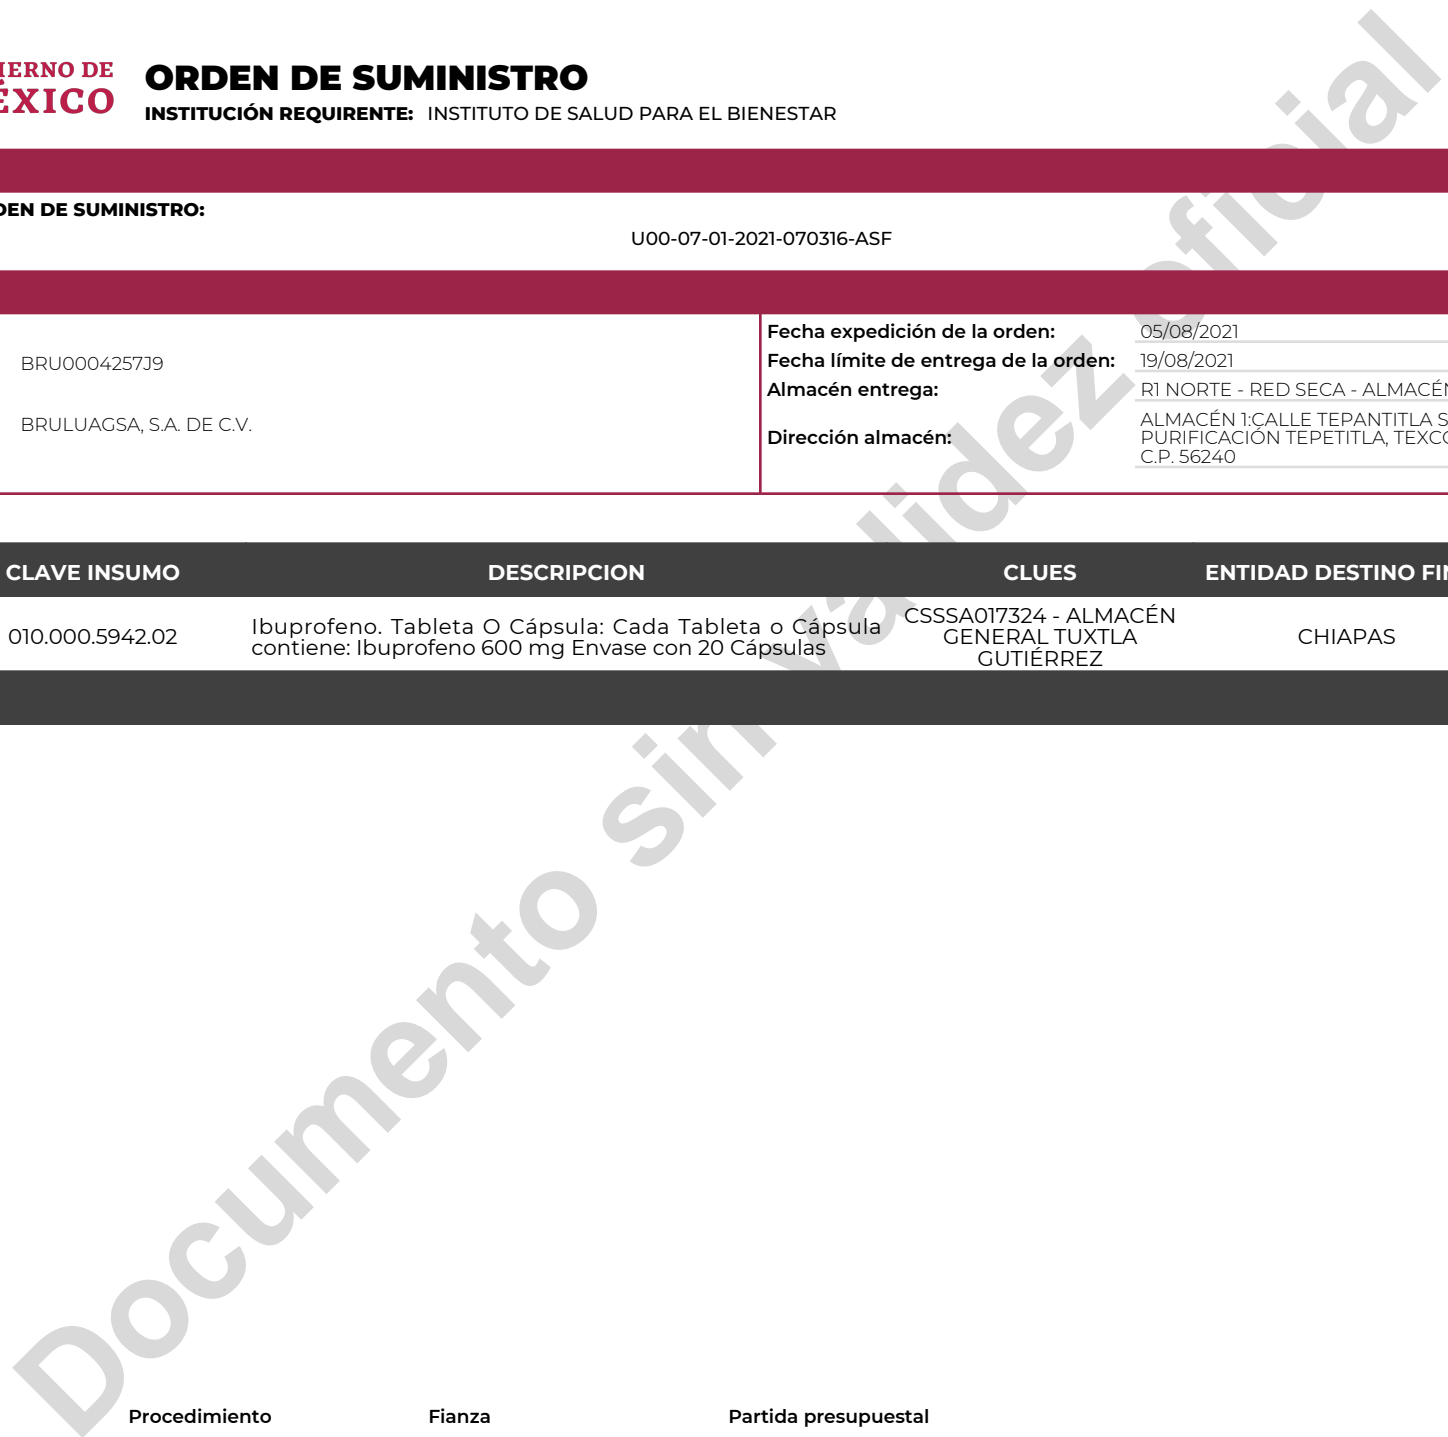 IERNO DE
ÉXICO
ORDEN DE SUMINISTRO
INSTITUCIÓN REQUIRENTE: INSTITUTO DE SALUD PARA EL BIENESTAR
DEN DE SUMINISTRO:
U00-07-01-2021-070316-ASF
BRU0004257J9
BRULUAGSA, S.A. DE C.V.
Fecha expedición de la orden: 05/08/2021
Fecha límite de entrega de la orden: 19/08/2021
Almacén entrega: R1 NORTE - RED SECA - ALMACÉN
Dirección almacén: ALMACÉN 1:CALLE TEPANTITLA S
PURIFICACIÓN TEPETITLA, TEXCO
C.P. 56240
CLAVE INSUMO DESCRIPCION CLUES ENTIDAD DESTINO FIN
010.000.5942.02
Ibuprofeno. Tableta O Cápsula: Cada Tableta o Cápsula
contiene: Ibuprofeno 600 mg Envase con 20 Cápsulas
CSSSA017324 - ALMACÉN
GENERAL TUXTLA
GUTIÉRREZ
CHIAPAS
Documento sin validez oficial
Procedimiento Fianza Partida presupuestal